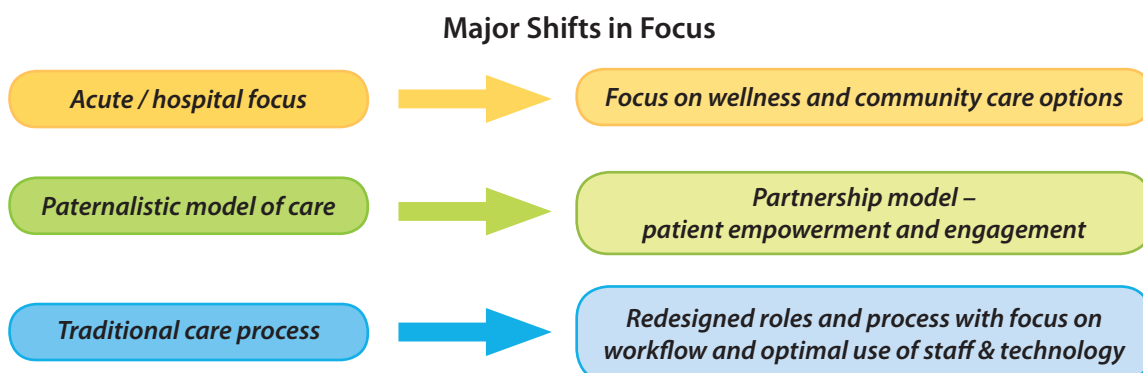 Major Shifts in Focus
Acute / hospital focus
Focus on wellness and community care options
Paternalistic model of care
Partnership model –
patient empowerment and engagement
Traditional care process
Redesigned roles and process with focus on
workflow and optimal use of staff & technology